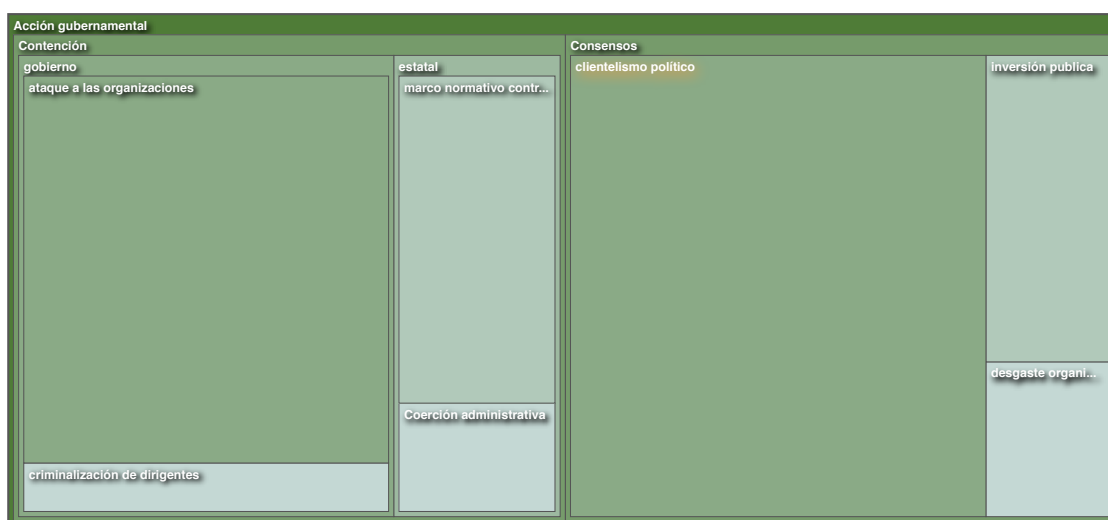 Acción gubernamental
Contención
Consensos
gobierno
estatal
clientelismo político
inversión publica
ataque a las organizaciones
marco normativo contr...
desgaste organi...
Coerción administrativa
criminalización de dirigentes